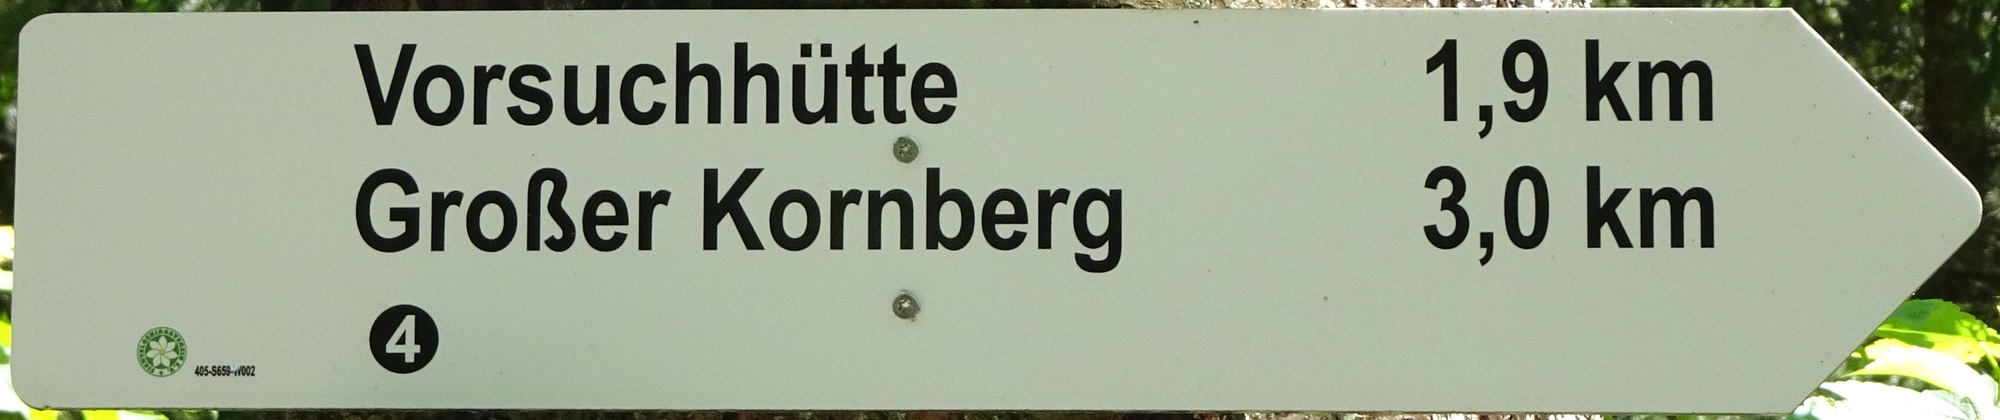 Vorsuchhütte 1,9 km
Großer Kornberg 3,0 km
4
405-S659-W002